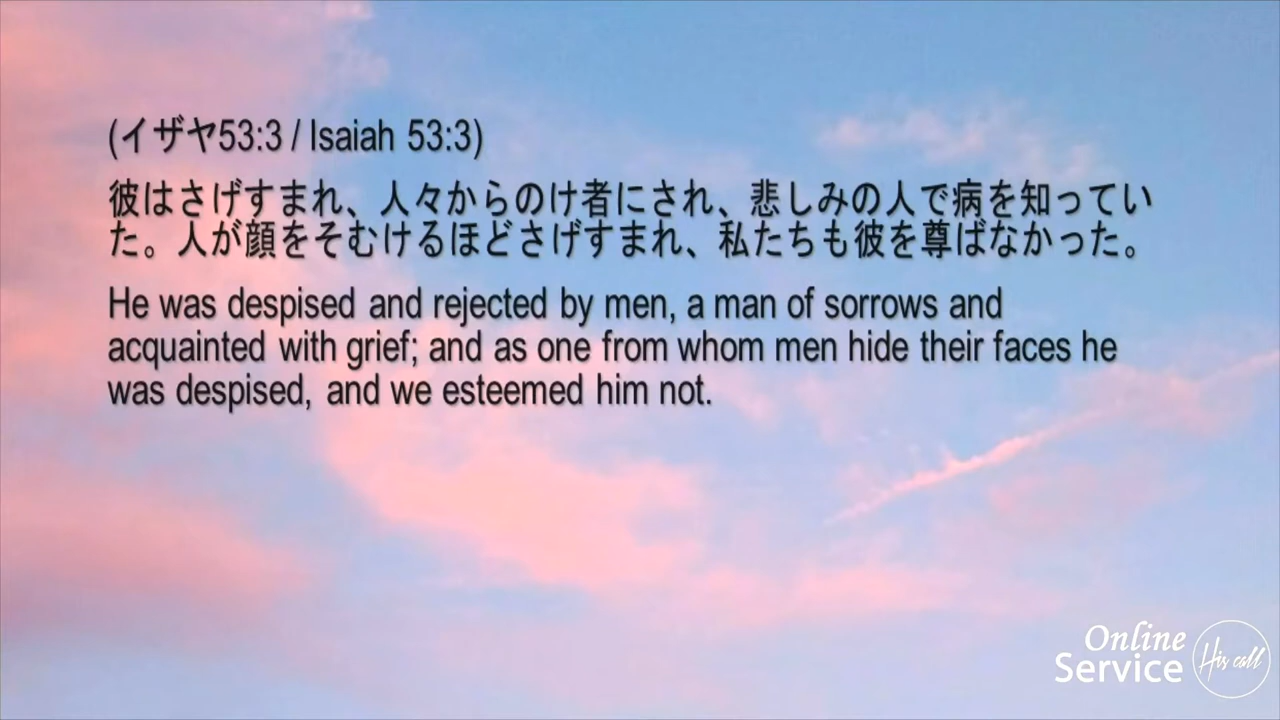 (イザヤ53:3 / Isaiah 53:3)
彼はさげすまれ、人々からのけ者にされ、悲しみの人で病を知ってい
た。人が顔をそむけるほどさげすまれ、私たちも彼を尊ばなかった。
He was despised and rejected by men, a man of sorrows and
acquainted with grief; and as one from whom men hide their faces he
was despised, and we esteemed him not.
Online
Service
His call